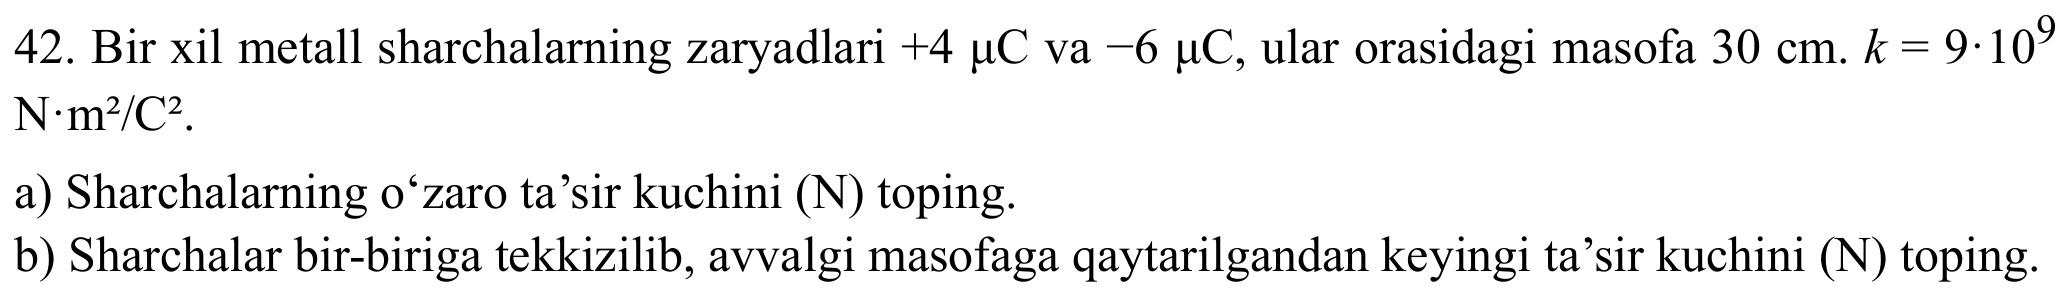 42. Bir xil metall sharchalarning zaryadlari +4 μC va −6 μC, ular orasidagi masofa 30 cm. k = 9·10⁹
N·m²/C².
a) Sharchalarning o‘zaro ta’sir kuchini (N) toping.
b) Sharchalar bir-biriga tekkizilib, avvalgi masofaga qaytarilgandan keyingi ta’sir kuchini (N) toping.